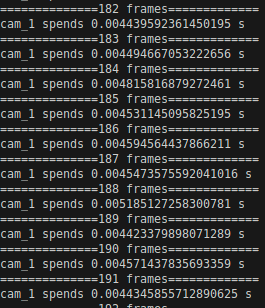 ==============182 frames=============
cam_1 spends 0.004439592361450195 s
==============183 frames=============
cam_1 spends 0.004494667053222656 s
==============184 frames=============
cam_1 spends 0.004815816879272461 s
==============185 frames=============
cam_1 spends 0.004531145095825195 s
==============186 frames=============
cam_1 spends 0.004594564437866211 s
==============187 frames=============
cam_1 spends 0.0045473575592041016 s
==============188 frames=============
cam_1 spends 0.005185127258300781 s
==============189 frames=============
cam_1 spends 0.004423379898071289 s
==============190 frames=============
cam_1 spends 0.004571437835693359 s
==============191 frames=============
cam_1 spends 0.0044345855712890625 s